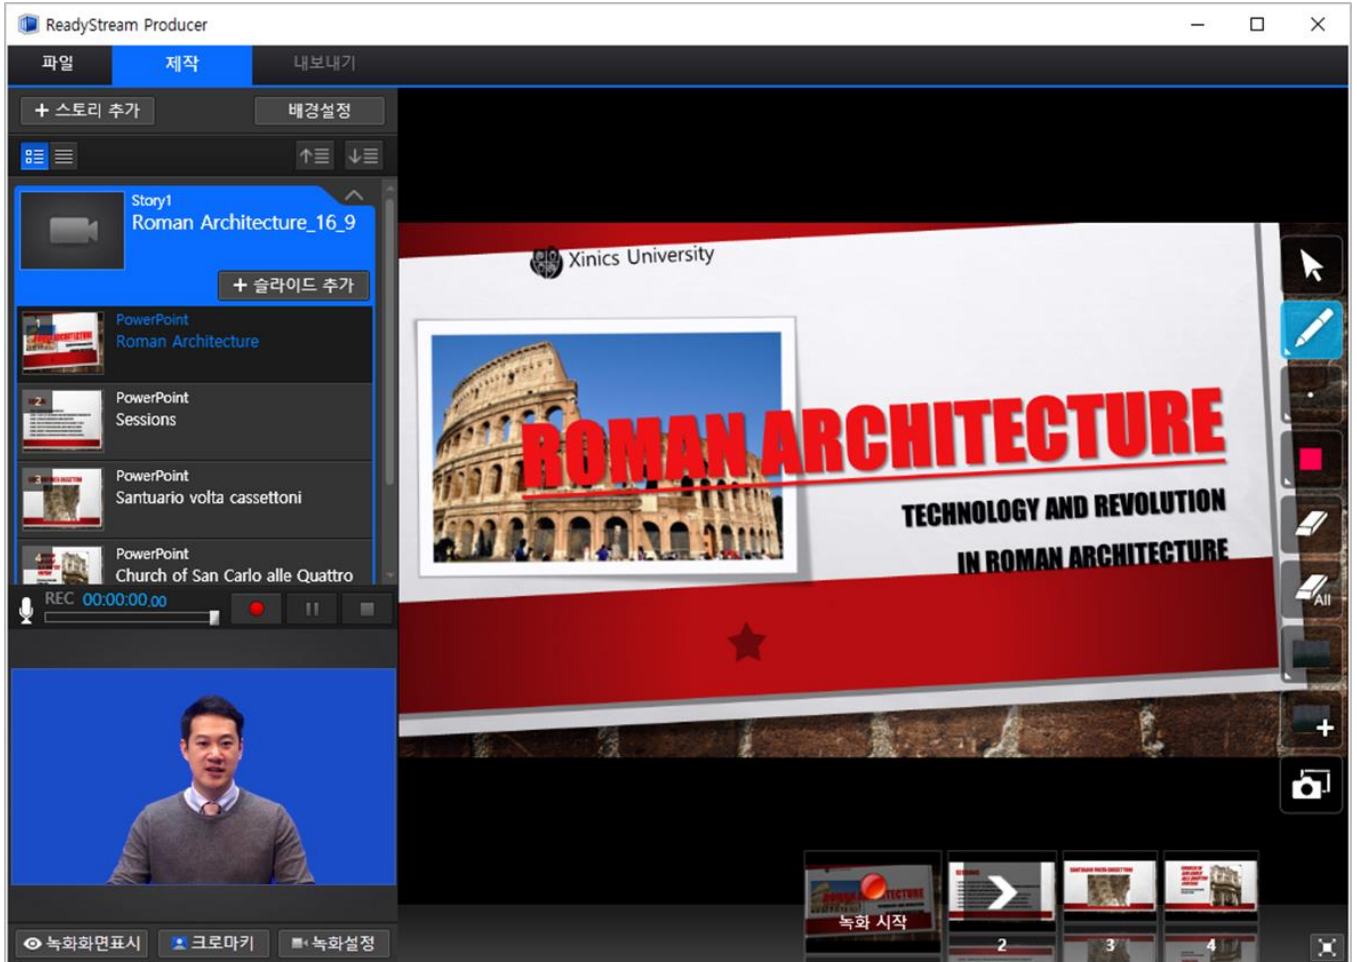 ReadyStream Producer
파일 제작 내보내기
+ 스토리 추가 배경설정
Story1
Roman Architecture_16_9
+ 슬라이드 추가
1
PowerPoint
Roman Architecture
2
PowerPoint
Sessions
3
PowerPoint
Santuario volta cassettoni
4
PowerPoint
Church of San Carlo alle Quattro
REC 00:00:00.00
녹화화면표시 크로마키 녹화설정
Xinics University
ROMAN ARCHITECTURE
TECHNOLOGY AND REVOLUTION
IN ROMAN ARCHITECTURE
All
녹화 시작
2 3 4